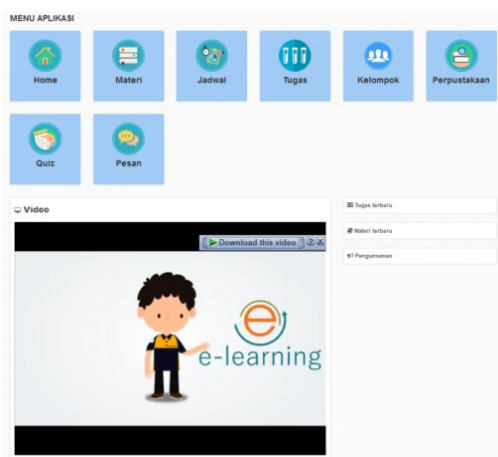 MENU APLIKASI
Home Materi Jadwal Tugas Kelompok Perpustakaan
Quiz Pesan
Video
Download this video ? X
e
e-learning
Tugas terbaru
Materi terbaru
Pengumuman